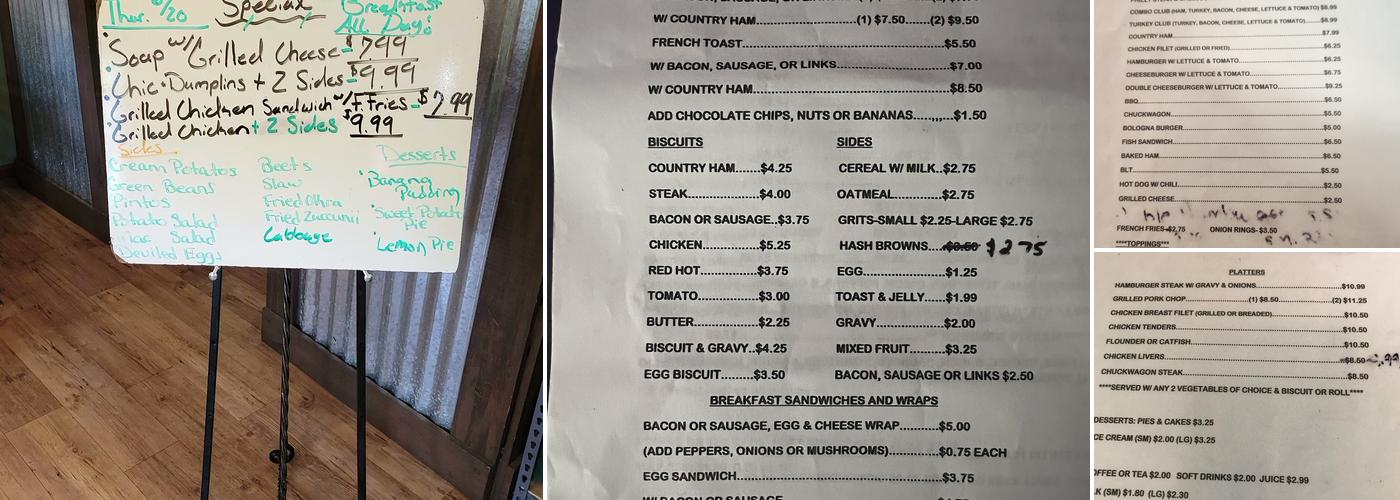 Thur.
Special
Breakfast
All Day!
Soap w/ Grilled Cheese - $7.99
Chic. Dumplins + 2 Sides - $9.99
Grilled Chicken Sandwich w/ F. Fries - $7.99
Grilled Chicken + 2 Sides $9.99
Sides
Cream Potatos
Green Beans
Pintos
Potato Salad
Salad
Deviled Eggs
Beets
Slaw
Fried Okra
Fried Zuccunii
Cabbage
Desserts
Banana Pudding
Sweet Potato Pie
Lemon Pie
W/ COUNTRY HAM....................(1) $7.50.......(2) $9.50
FRENCH TOAST...............................................$5.50
W/ BACON, SAUSAGE, OR LINKS.......................$7.00
W/ COUNTRY HAM...........................................$8.50
ADD CHOCOLATE CHIPS, NUTS OR BANANAS.....,,,,...$1.50
BISCUITS
COUNTRY HAM.......$4.25
STEAK...................$4.00
BACON OR SAUSAGE..$3.75
CHICKEN................$5.25
RED HOT................$3.75
TOMATO.................$3.00
BUTTER..................$2.25
BISCUIT & GRAVY..$4.25
EGG BISCUIT.........$3.50
SIDES
CEREAL W/ MILK..$2.75
OATMEAL..............$2.75
GRITS-SMALL $2.25-LARGE $2.75
HASH BROWNS....$3.50 $2.75
EGG.......................$1.25
TOAST & JELLY......$1.99
GRAVY...................$2.00
MIXED FRUIT..........$3.25
BACON, SAUSAGE OR LINKS $2.50
BREAKFAST SANDWICHES AND WRAPS
BACON OR SAUSAGE, EGG & CHEESE WRAP..........$5.00
(ADD PEPPERS, ONIONS OR MUSHROOMS)..............$0.75 EACH
EGG SANDWICH...............................................$3.75
COMBO CLUB (HAM, TURKEY, BACON, CHEESE, LETTUCE & TOMATO) $8.99
TURKEY CLUB (TURKEY, BACON, CHEESE, LETTUCE & TOMATO)..$8.99
COUNTRY HAM...............................................$7.99
CHICKEN FILET (GRILLED OR FRIED)..........................$6.25
HAMBURGER W/ LETTUCE & TOMATO.........................$6.25
CHEESEBURGER W/ LETTUCE & TOMATO.....................$6.75
DOUBLE CHEESEBURGER W/ LETTUCE & TOMATO..............$9.25
BBQ.............................................................$6.50
CHUCKWAGON...................................................$5.50
BOLOGNA BURGER..............................................$5.00
FISH SANDWICH................................................$6.50
BAKED HAM.....................................................$6.50
BLT..............................................................$5.50
HOT DOG W/ CHILI..............................................$2.50
GRILLED CHEESE................................................$2.50
FRENCH FRIES-$2.75 ONION RINGS- $3.50
****TOPPINGS***
PLATTERS
HAMBURGER STEAK W/ GRAVY & ONIONS..........................$10.99
GRILLED PORK CHOP....................(1) $8.50....................(2) $11.25
CHICKEN BREAST FILET (GRILLED OR BREADED)....................$10.50
CHICKEN TENDERS................................................$10.50
FLOUNDER OR CATFISH............................................$10.50
CHICKEN LIVERS..................................................$8.50
CHUCKWAGON STEAK..............................................$8.50
****SERVED W/ ANY 2 VEGETABLES OF CHOICE & BISCUIT OR ROLL****
DESSERTS: PIES & CAKES $3.25
CE CREAM (SM) $2.00 (LG) $3.25
OFFEE OR TEA $2.00 SOFT DRINKS $2.00 JUICE $2.99
LK (SM) $1.80 (LG) $2.30